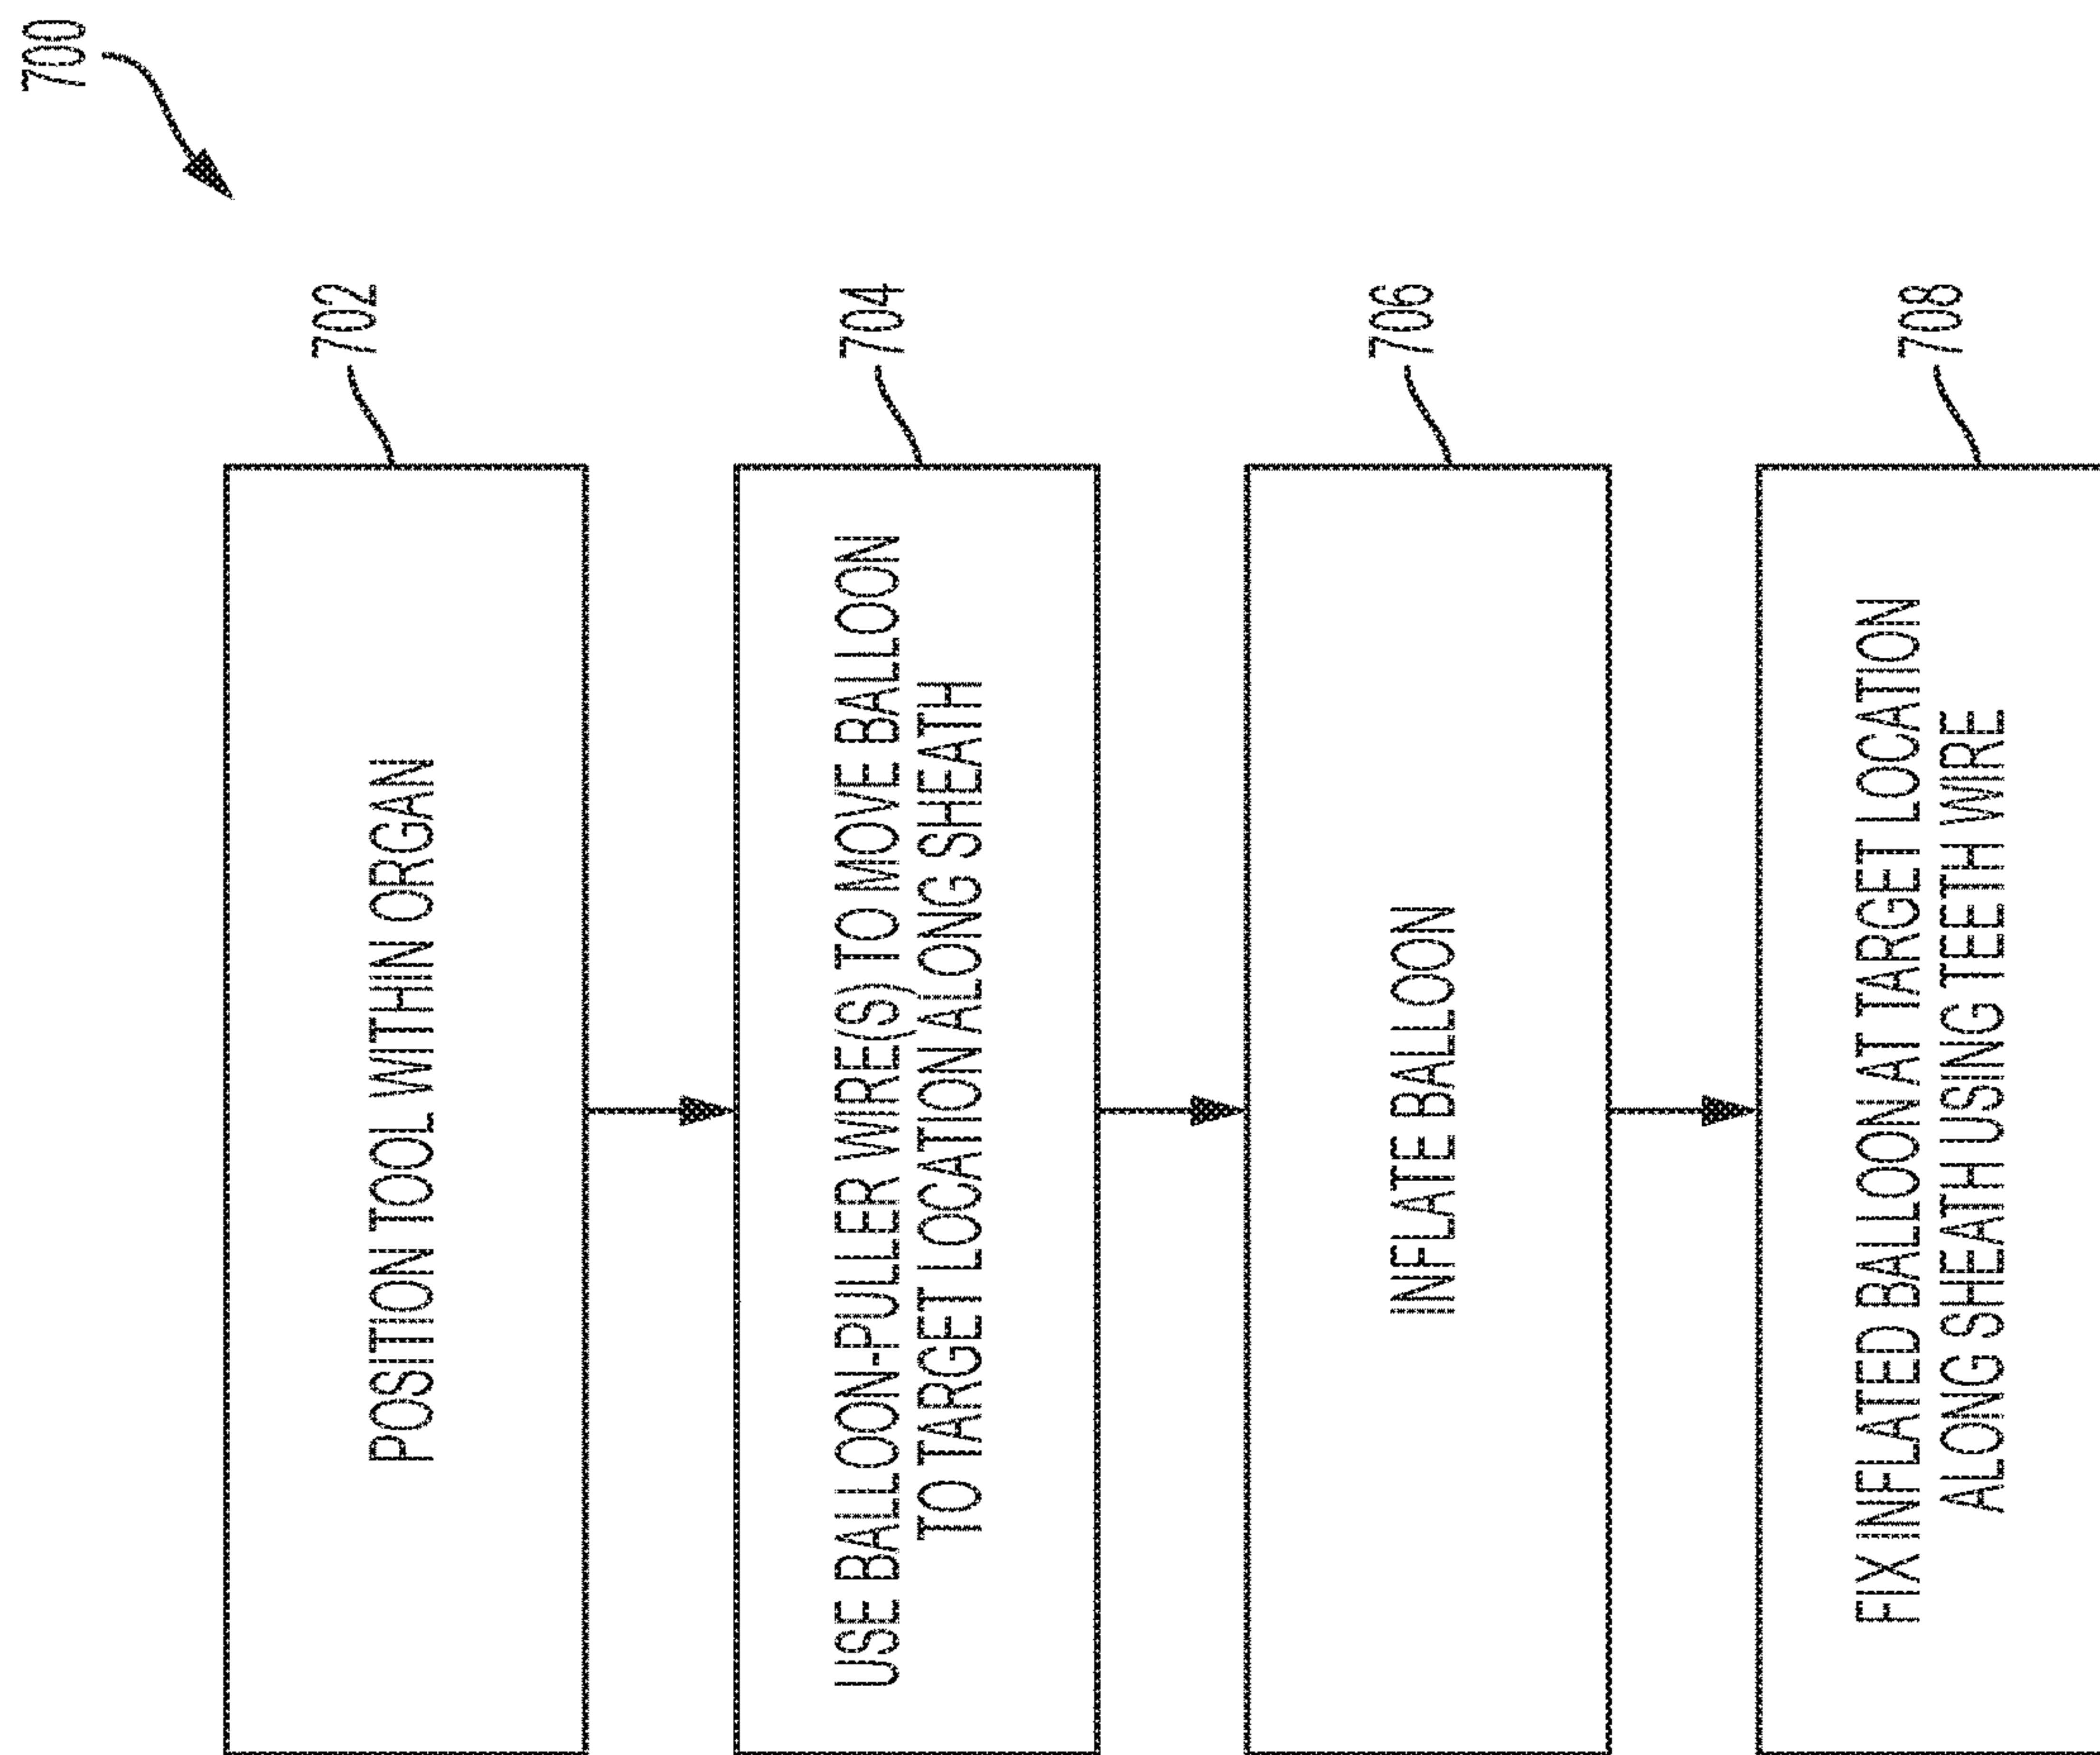 700
702
POSITION TOOL WITHIN ORGAN
704
USE BALLOON-PULLER WIRE(S) TO MOVE BALLOON
TO TARGET LOCATION ALONG SHEATH
706
INFLATE BALLOON
708
FIX INFLATED BALLOON AT TARGET LOCATION
ALONG SHEATH USING TEETH WIRE